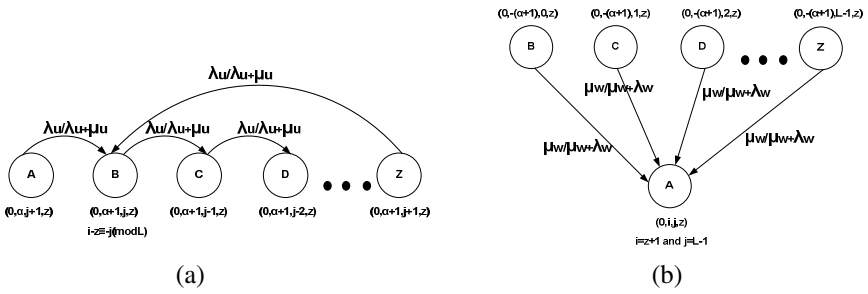 (0,-(α+1),0,z) (0,-(α+1),1,z) (0,-(α+1),2,z) (0,-(α+1),L-1,z)
B C D Z
λu/λu+μu
λu/λu+μu λu/λu+μu λu/λu+μu
μw/μw+λw μw/μw+λw
μw/μw+λw μw/μw+λw
A B C D Z
A
(0,α,j+1,z) (0,α+1,j,z) (0,α+1,j-1,z) (0,α+1,j-2,z) (0,α+1,j+1,z)
i-z≡-j(modL)
(0,i,j,z)
i=z+1 and j=L-1
(a) (b)